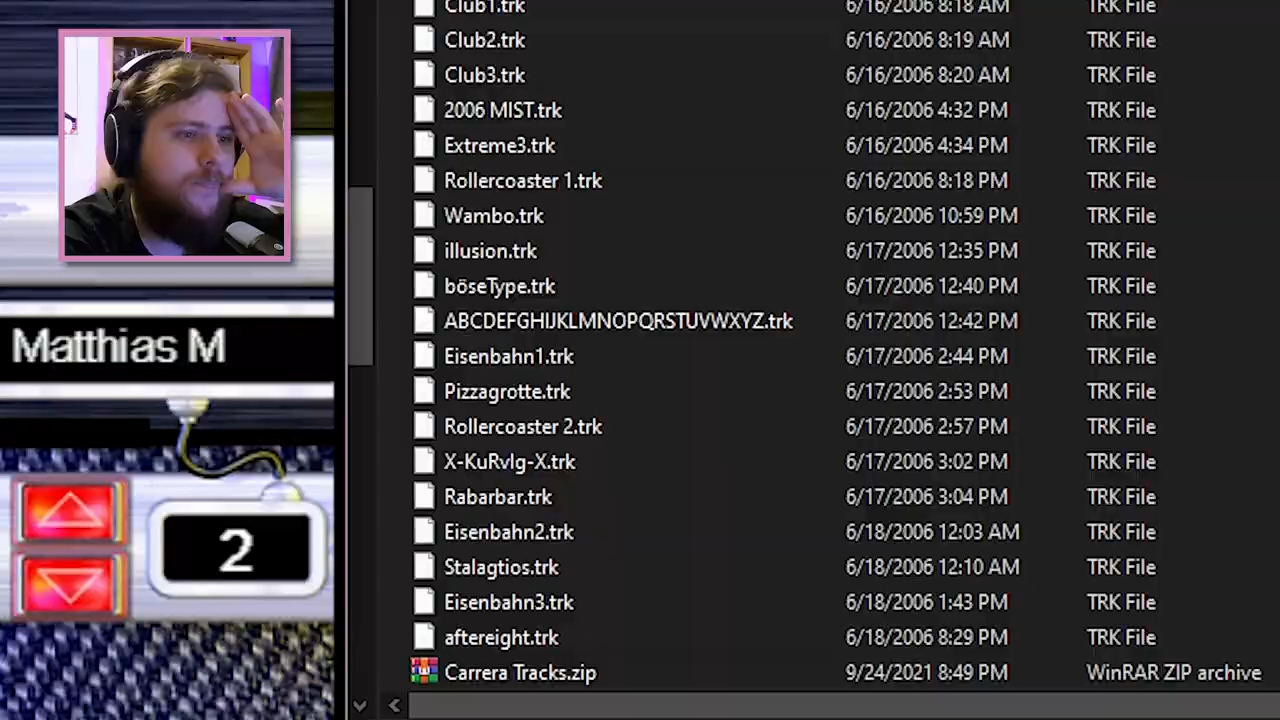 Club1.trk 6/16/2006 8:18 AM TRK File
Club2.trk 6/16/2006 8:19 AM TRK File
Club3.trk 6/16/2006 8:20 AM TRK File
2006 MIST.trk 6/16/2006 4:32 PM TRK File
Extreme3.trk 6/16/2006 4:34 PM TRK File
Rollercoaster 1.trk 6/16/2006 8:18 PM TRK File
Wambo.trk 6/16/2006 10:59 PM TRK File
illusion.trk 6/17/2006 12:35 PM TRK File
böseType.trk 6/17/2006 12:40 PM TRK File
ABCDEFGHIJKLMNOPQRSTUVWXYZ.trk 6/17/2006 12:42 PM TRK File
Matthias M
Eisenbahn1.trk 6/17/2006 2:44 PM TRK File
Pizzagrotte.trk 6/17/2006 2:53 PM TRK File
Rollercoaster 2.trk 6/17/2006 2:57 PM TRK File
X-KuRvIg-X.trk 6/17/2006 3:02 PM TRK File
Rabarbar.trk 6/17/2006 3:04 PM TRK File
Eisenbahn2.trk 6/18/2006 12:03 AM TRK File
2
Stalagtios.trk 6/18/2006 12:10 AM TRK File
Eisenbahn3.trk 6/18/2006 1:43 PM TRK File
aftereight.trk 6/18/2006 8:29 PM TRK File
Carrera Tracks.zip 9/24/2021 8:49 PM WinRAR ZIP archive